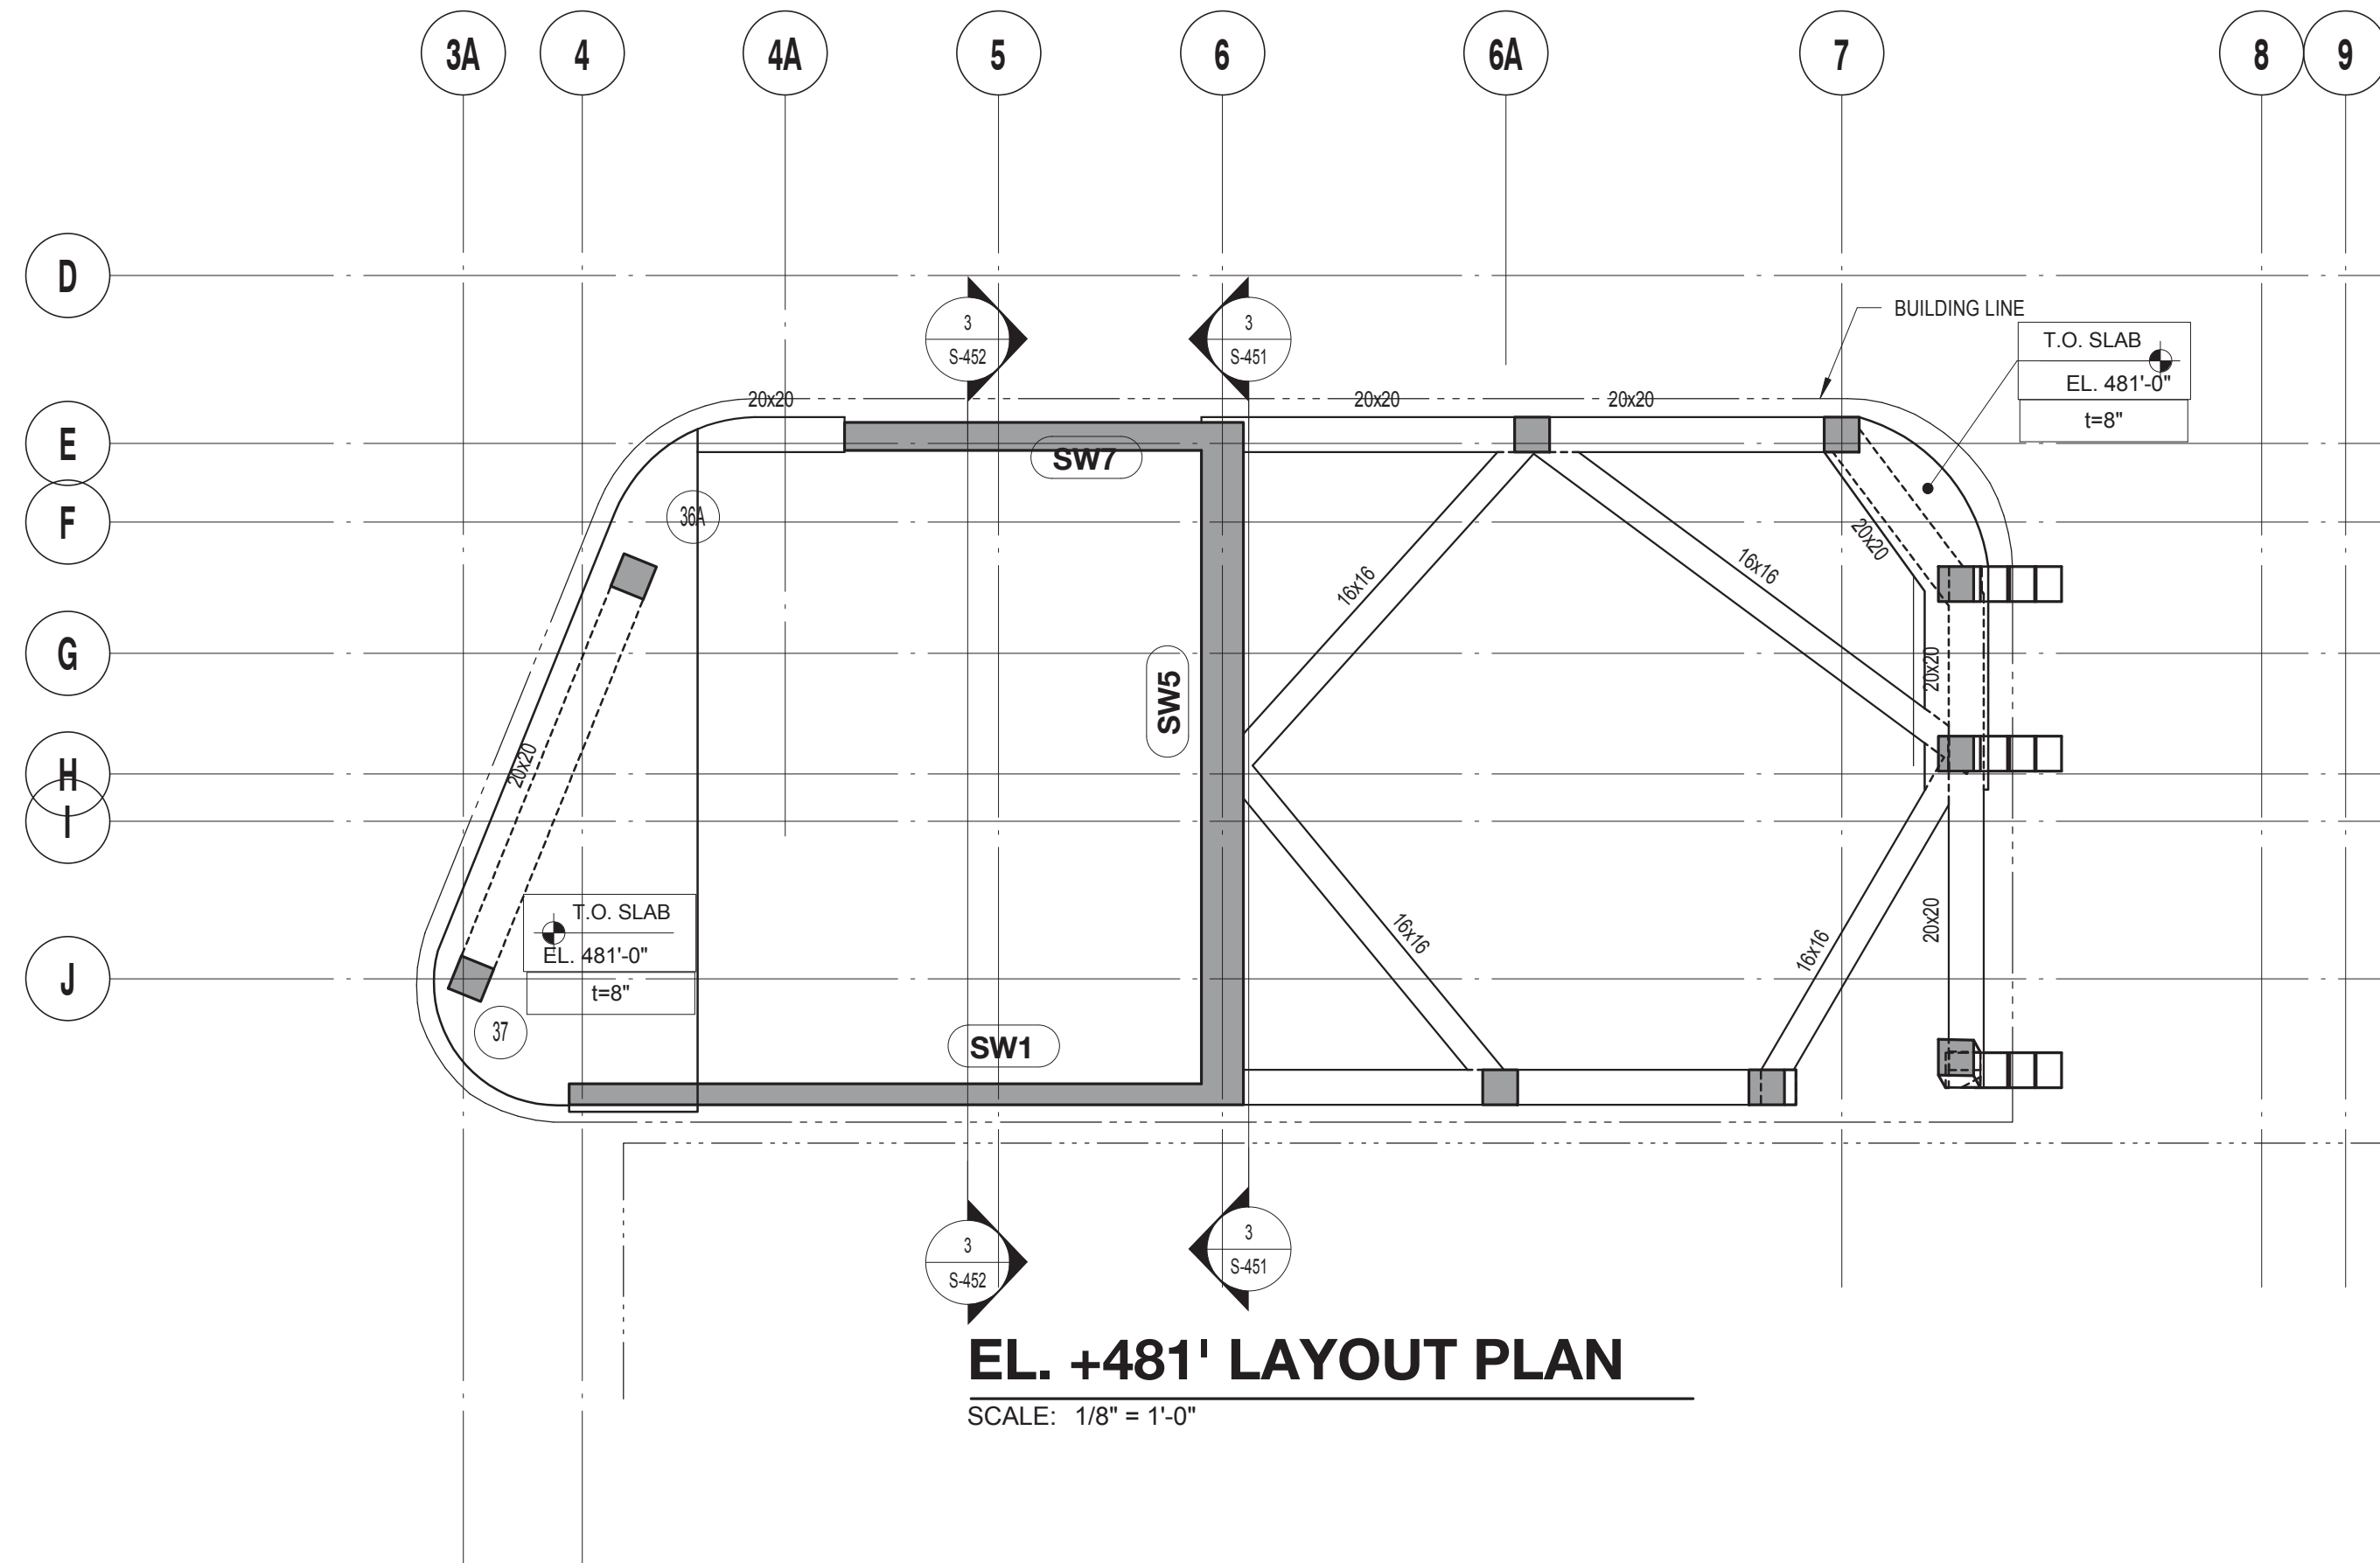 3A
4
4A
5
6
6A
7
8
9
D
E
F
G
H
I
J
3
S-452
3
S-451
BUILDING LINE
T.O. SLAB
EL. 481'-0"
t=8"
20x20
20x20
20x20
SW7
36A
20x20
16x16
16x16
20x20
SW5
20x20
T.O. SLAB
EL. 481'-0"
t=8"
16x16
16x16
20x20
37
SW1
3
S-452
3
S-451
EL. +481' LAYOUT PLAN
SCALE: 1/8" = 1'-0"